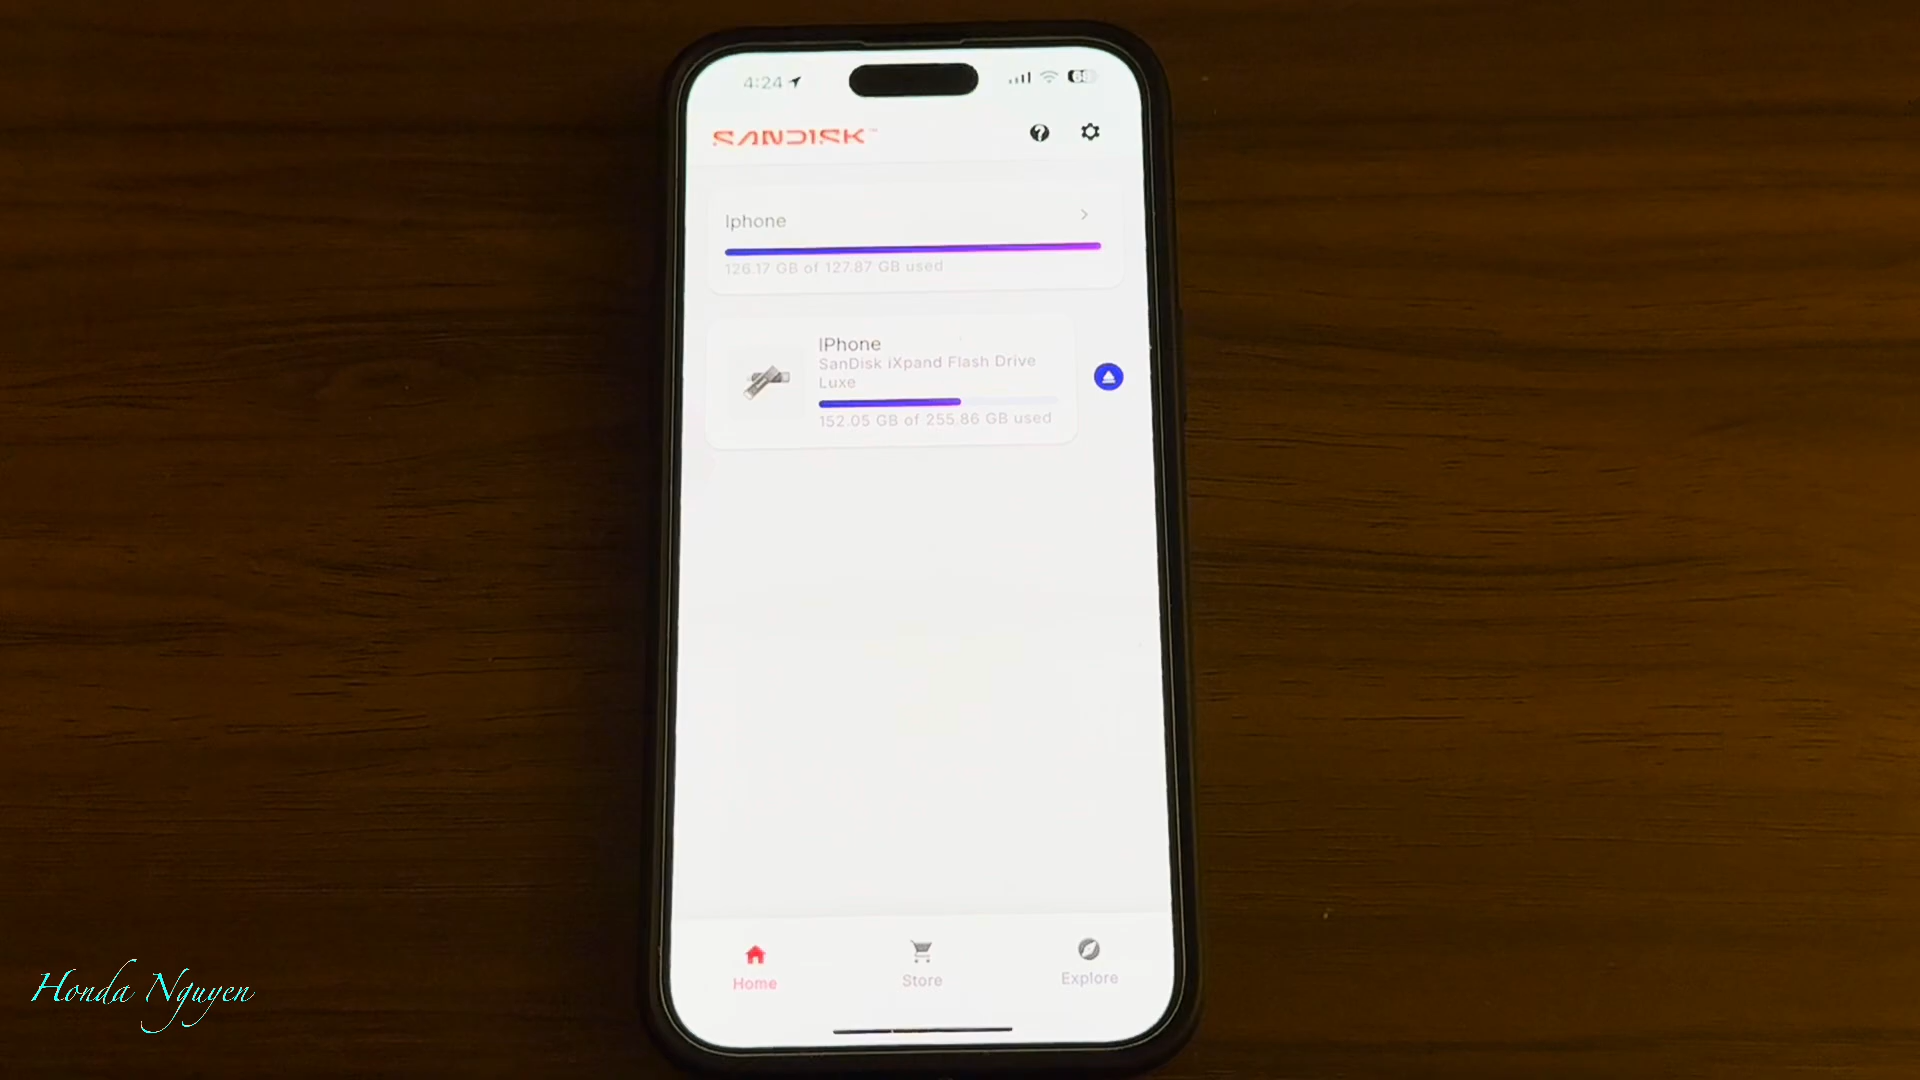 4:24
SANDISK™
Iphone
126.17 GB of 127.87 GB used
IPhone
SanDisk iXpand Flash Drive
Luxe
152.05 GB of 255.86 GB used
Home
Store
Explore
Honda Nguyen